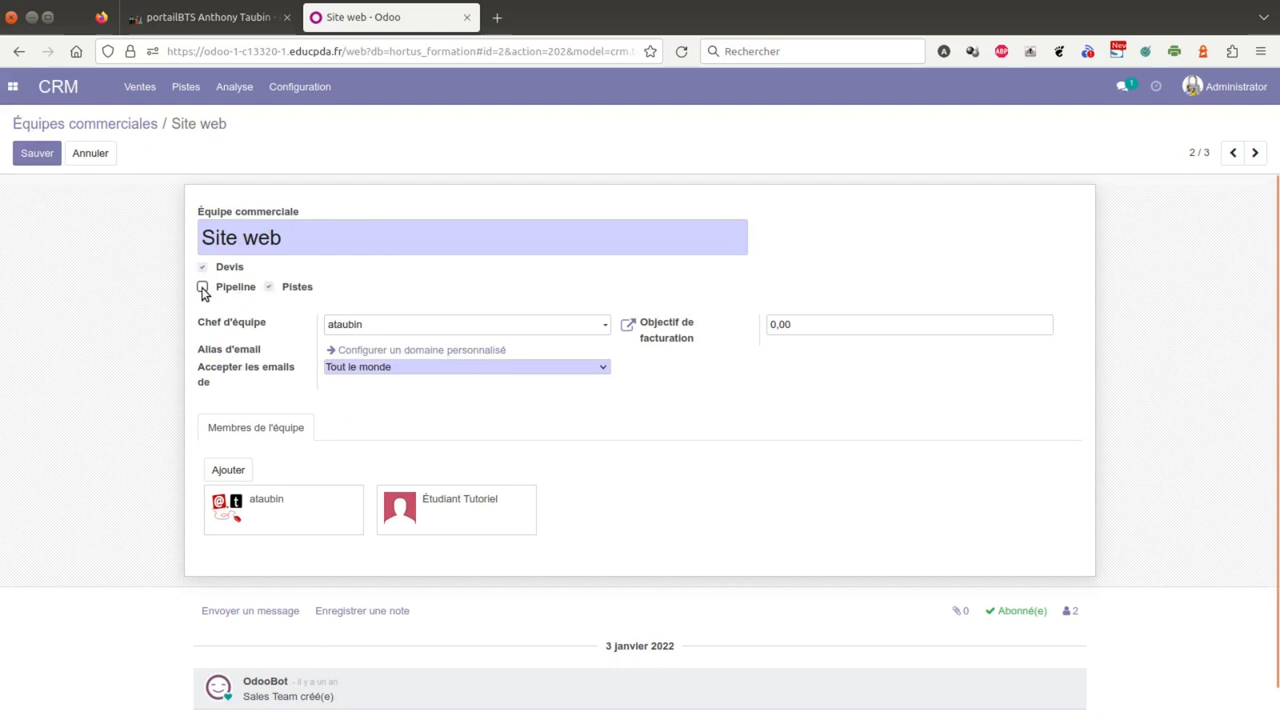 portailBTS Anthony Taubin
Site web - Odoo
https://odoo-1-c13320-1.educpda.fr/web?db=hortus_formation#id=2&action=202&model=crm.
Rechercher
A
ABP
New
CRM
Ventes
Pistes
Analyse
Configuration
1
Administrator
Équipes commerciales / Site web
Sauver
Annuler
2 / 3
Équipe commerciale
Site web
Devis
Pipeline
Pistes
Chef d'équipe
ataubin
Objectif de
facturation
0,00
Alias d'email
Configurer un domaine personnalisé
Accepter les emails
de
Tout le monde
Membres de l'équipe
Ajouter
@.t
ataubin
Étudiant Tutoriel
Envoyer un message
Enregistrer une note
0
Abonné(e)
2
3 janvier 2022
OdooBot - il y a un an
Sales Team créé(e)